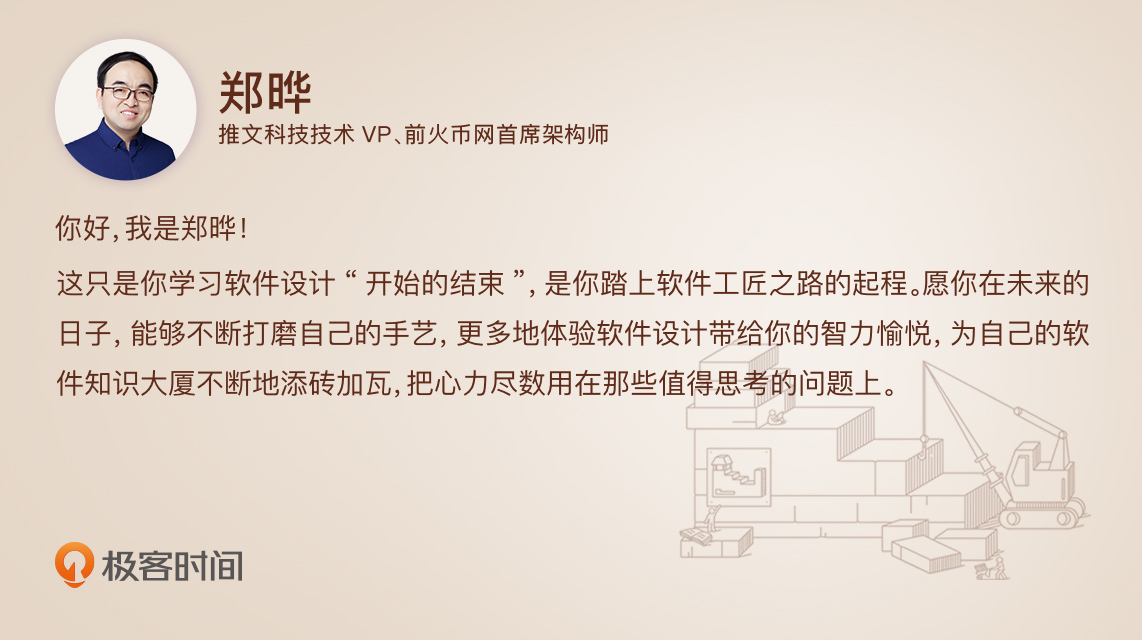 郑晔
推文科技技术 VP、前火币网首席架构师
你好，我是郑晔！
这只是你学习软件设计“开始的结束”，是你踏上软件工匠之路的起程。愿你在未来的
日子，能够不断打磨自己的手艺，更多地体验软件设计带给你的智力愉悦，为自己的软
件知识大厦不断地添砖加瓦，把心力尽数用在那些值得思考的问题上。
极客时间